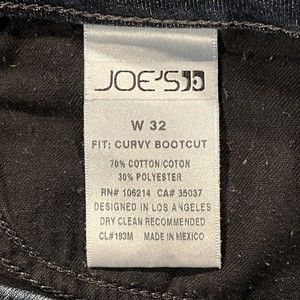 JOE'S
W 32
FIT: CURVY BOOTCUT
70% COTTON/COTON
30% POLYESTER
RN# 106214 CA# 35037
DESIGNED IN LOS ANGELES
DRY CLEAN RECOMMENDED
CL#193M MADE IN MEXICO